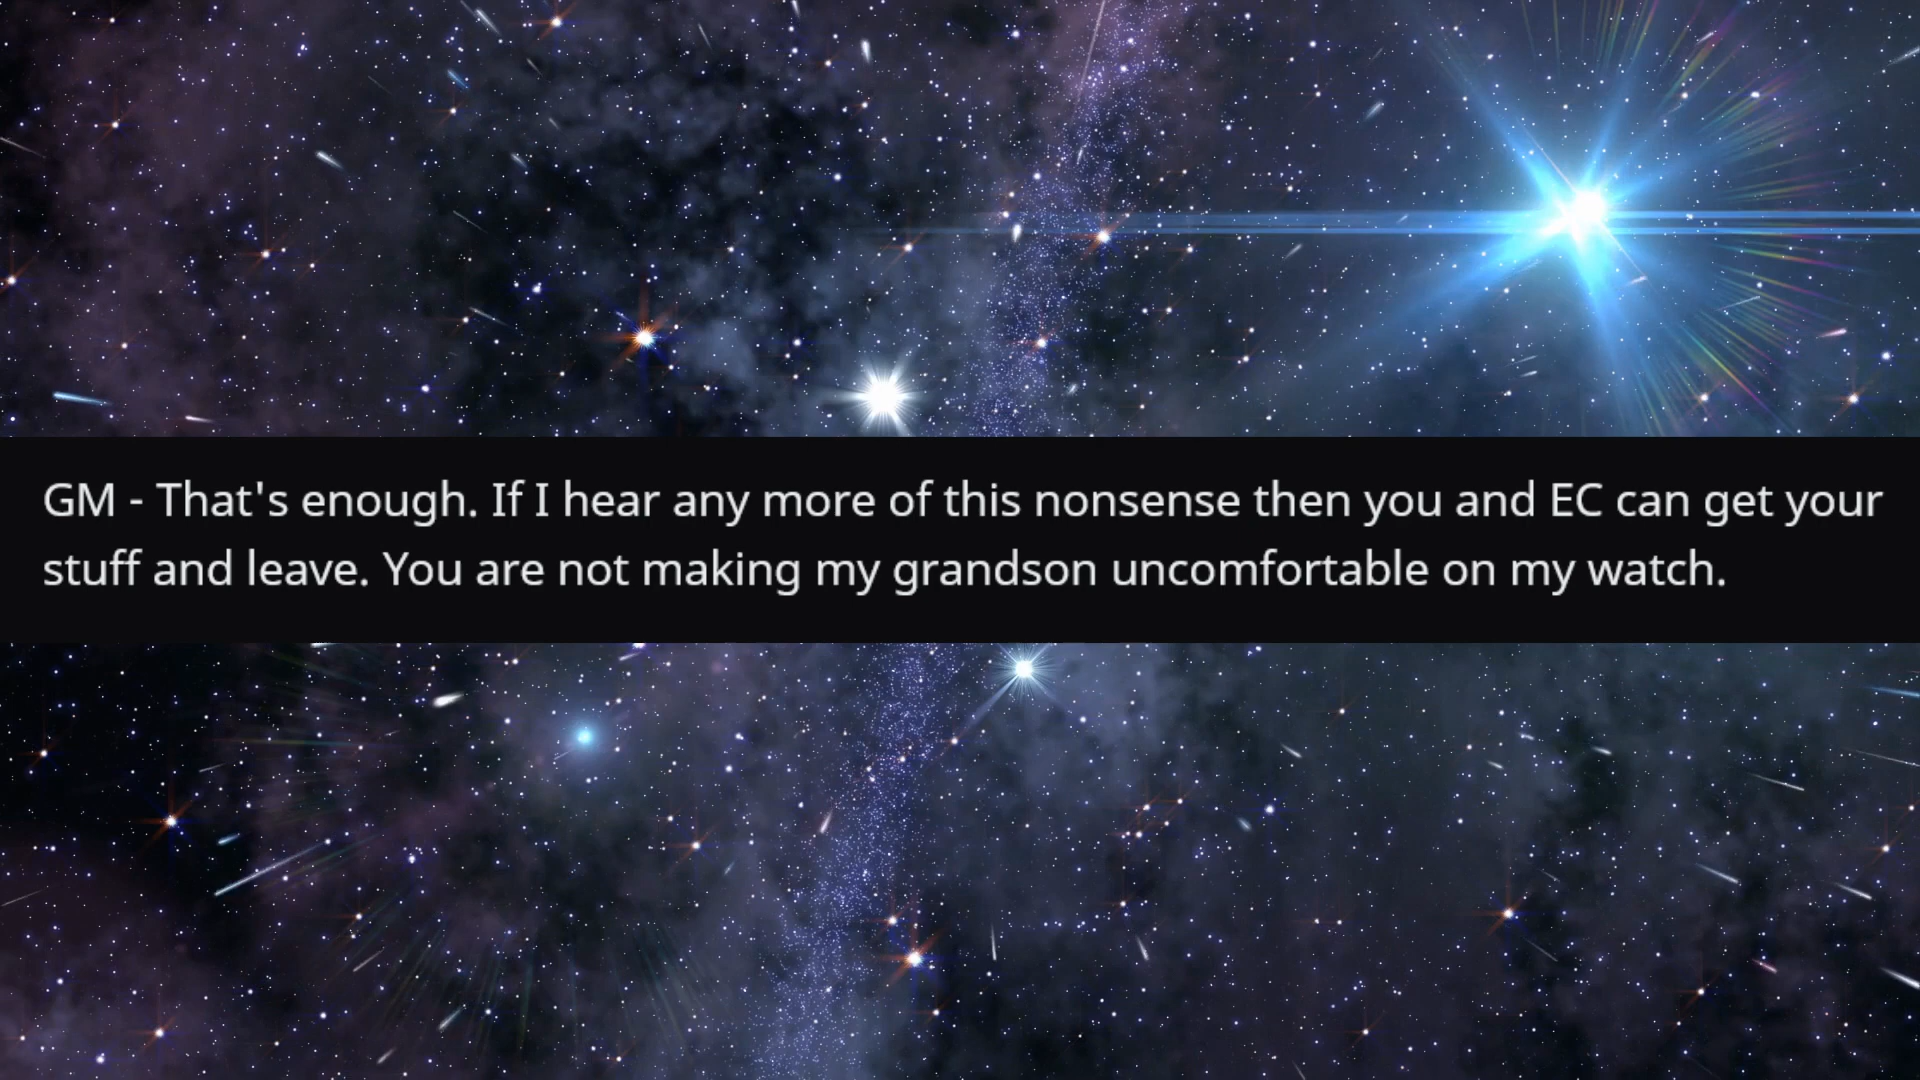 GM - That's enough. If I hear any more of this nonsense then you and EC can get your
stuff and leave. You are not making my grandson uncomfortable on my watch.